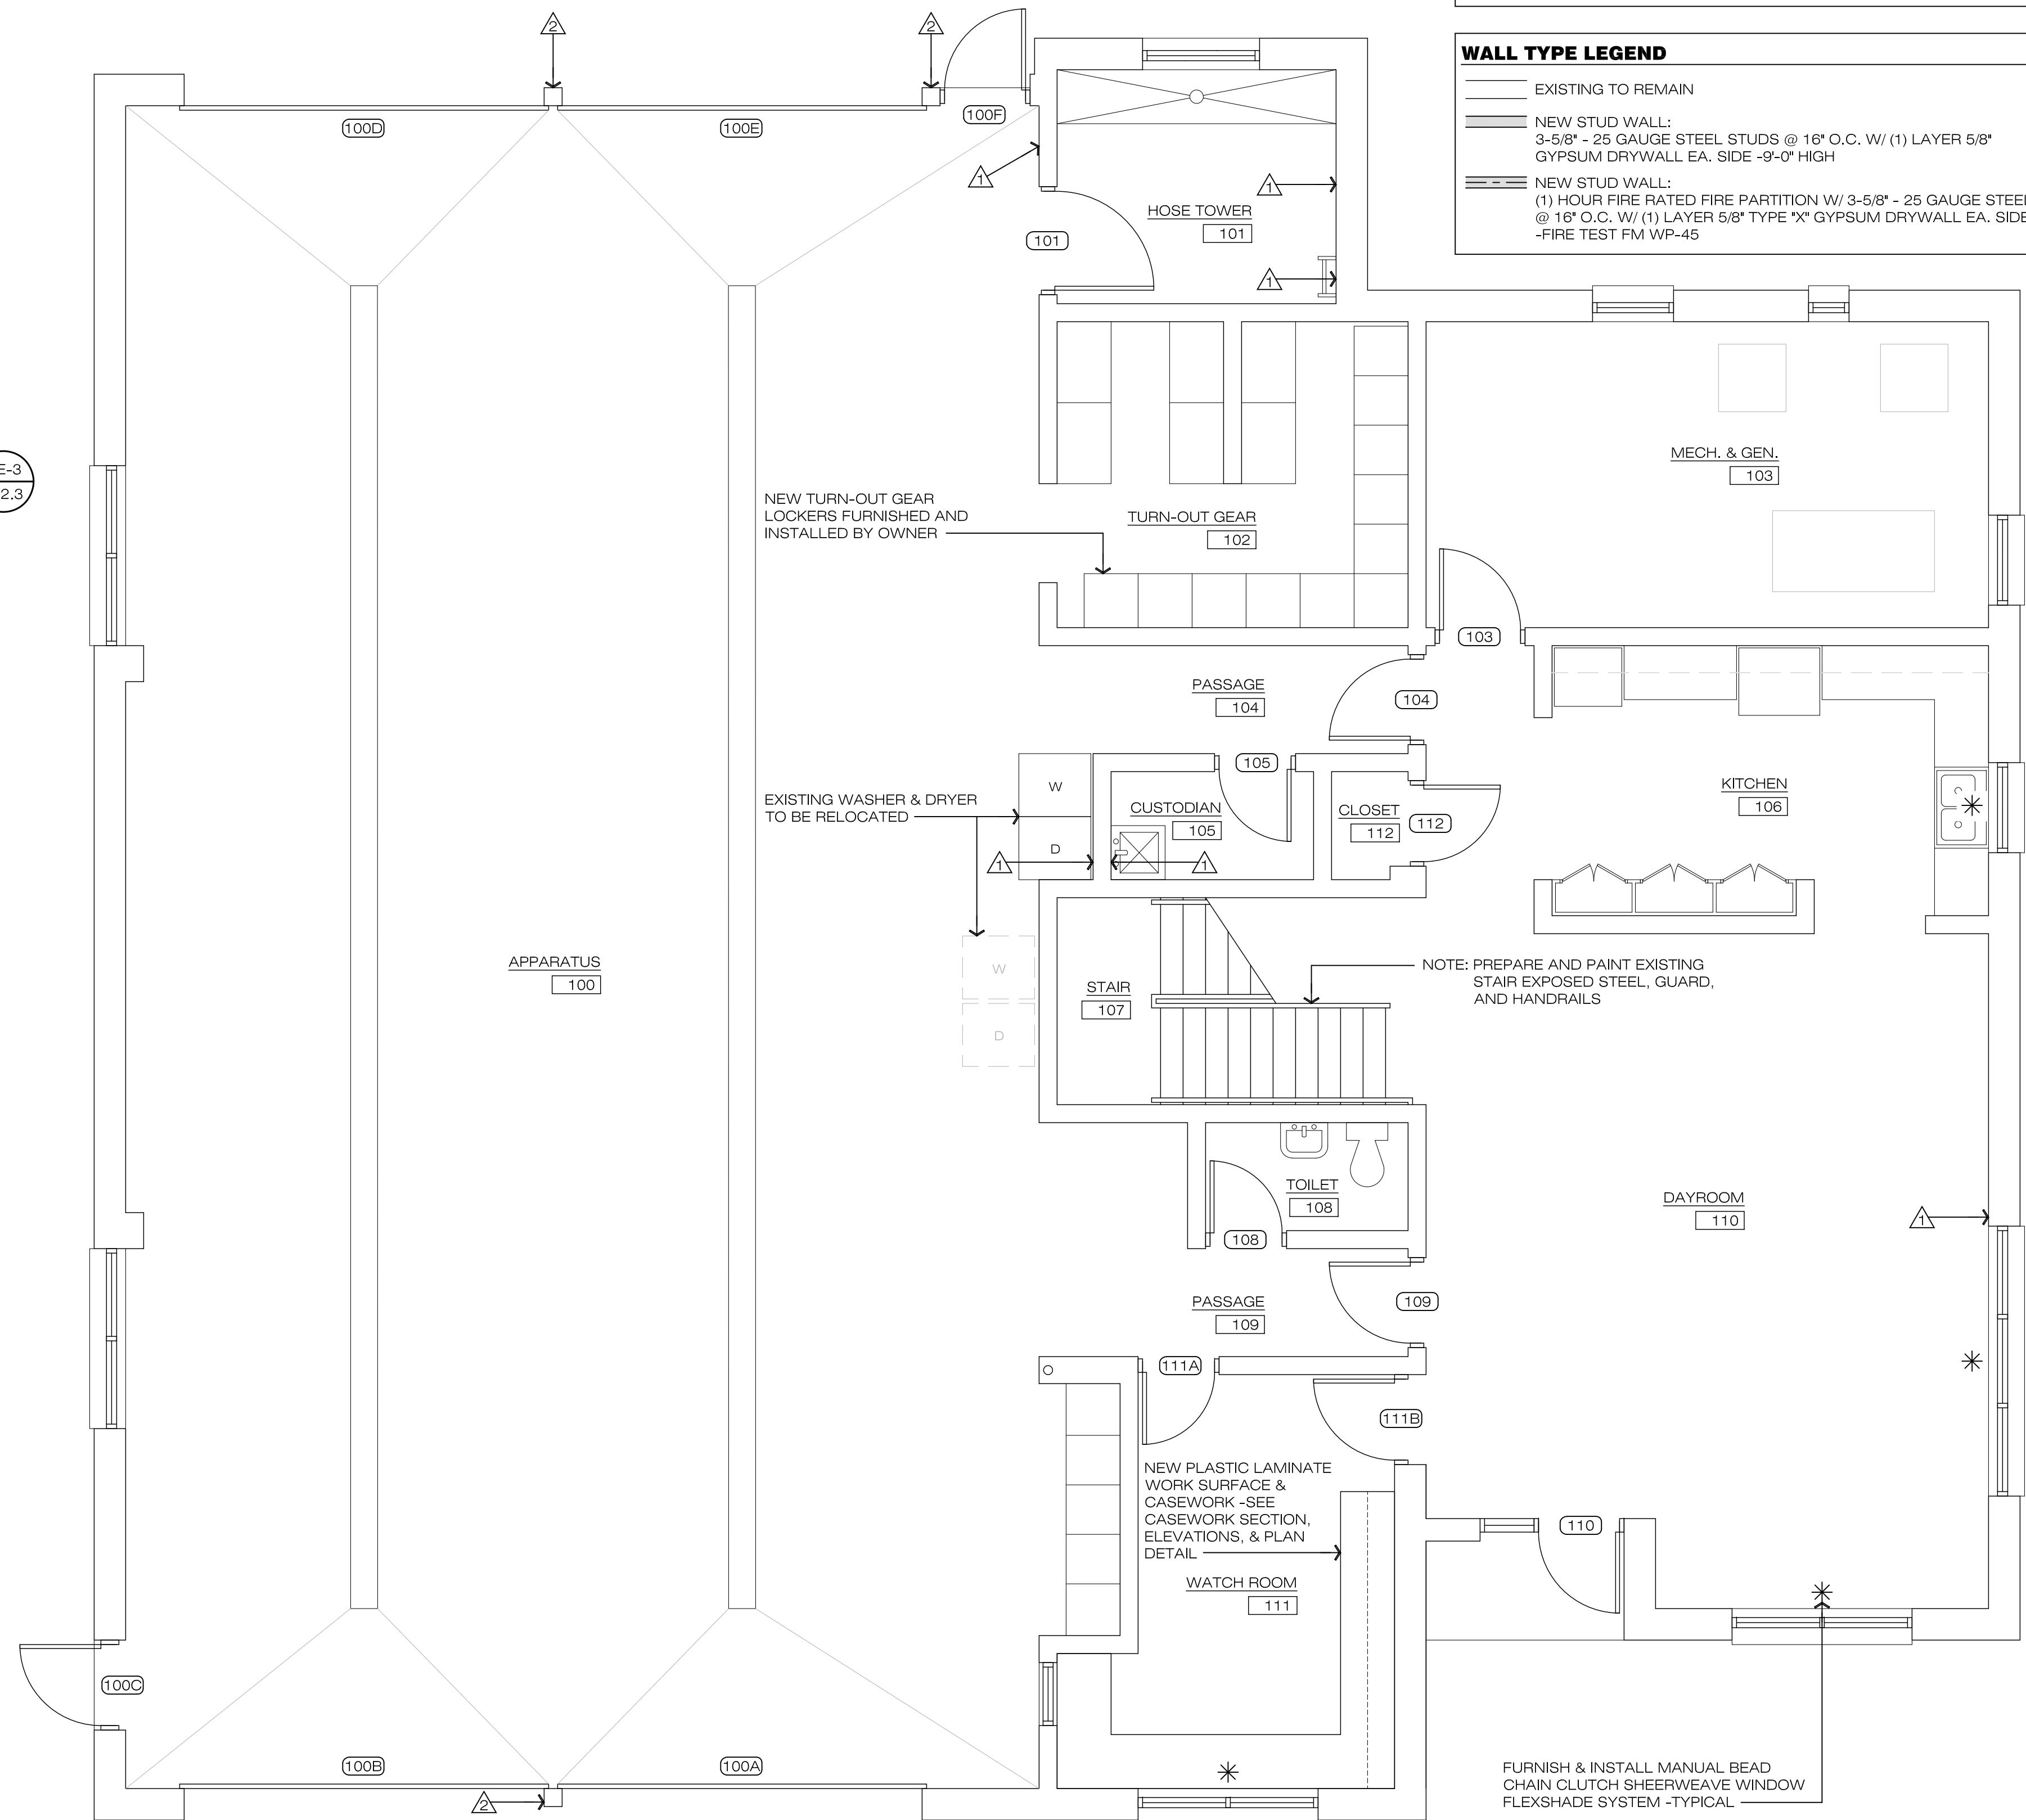 WALL TYPE LEGEND
EXISTING TO REMAIN
NEW STUD WALL:
3-5/8" - 25 GAUGE STEEL STUDS @ 16" O.C. W/ (1) LAYER 5/8"
GYPSUM DRYWALL EA. SIDE -9'-0" HIGH
NEW STUD WALL:
(1) HOUR FIRE RATED FIRE PARTITION W/ 3-5/8" - 25 GAUGE STEEL
@ 16" O.C. W/ (1) LAYER 5/8" TYPE "X" GYPSUM DRYWALL EA. SIDE
-FIRE TEST FM WP-45
2
2
100D
100E
100F
1
1
HOSE TOWER
101
101
1
E-3
2.3
MECH. & GEN.
103
NEW TURN-OUT GEAR
LOCKERS FURNISHED AND
INSTALLED BY OWNER
TURN-OUT GEAR
102
103
PASSAGE
104
104
105
EXISTING WASHER & DRYER
TO BE RELOCATED
W
D
CUSTODIAN
105
CLOSET
112
112
KITCHEN
106
1
1
APPARATUS
100
W
D
STAIR
107
NOTE: PREPARE AND PAINT EXISTING
STAIR EXPOSED STEEL, GUARD,
AND HANDRAILS
TOILET
108
108
DAYROOM
110
1
PASSAGE
109
109
111A
111B
NEW PLASTIC LAMINATE
WORK SURFACE &
CASEWORK -SEE
CASEWORK SECTION,
ELEVATIONS, & PLAN
DETAIL
110
WATCH ROOM
111
100C
100B
100A
2
FURNISH & INSTALL MANUAL BEAD
CHAIN CLUTCH SHEERWEAVE WINDOW
FLEXSHADE SYSTEM -TYPICAL